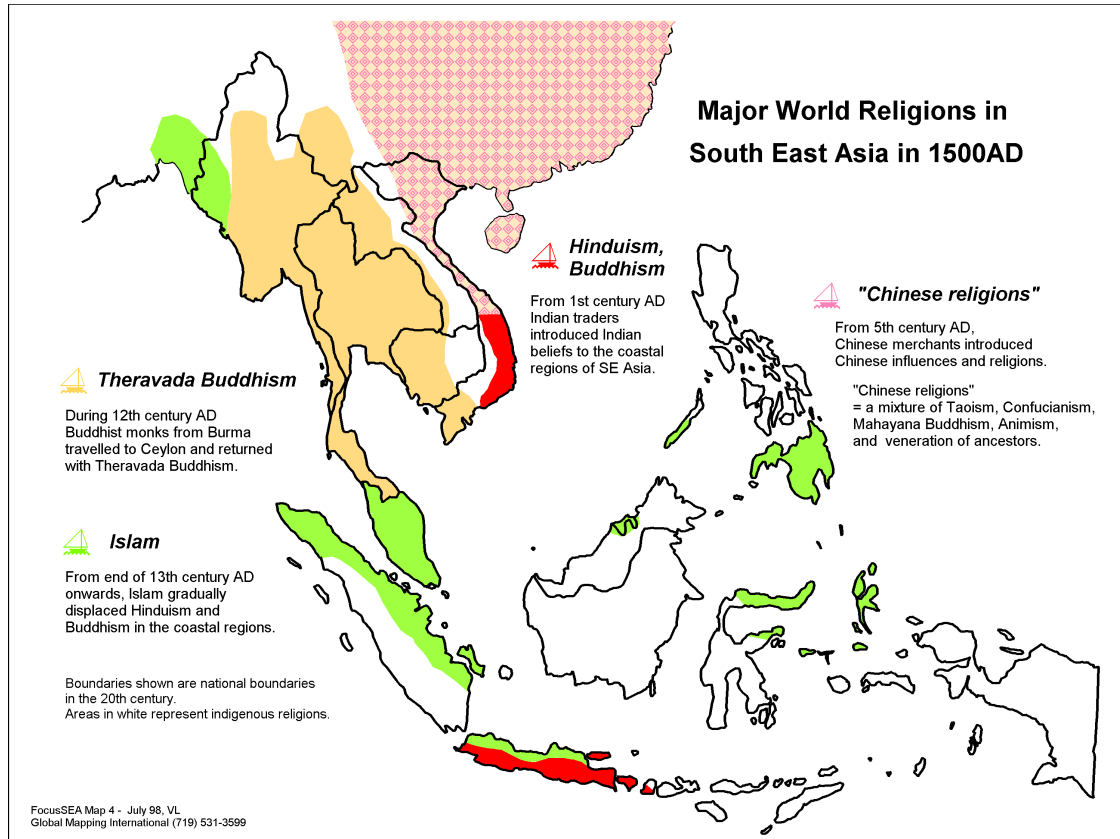 Major World Religions in
South East Asia in 1500AD
Hinduism,
Buddhism
From 1st century AD
Indian traders
introduced Indian
beliefs to the coastal
regions of SE Asia.
"Chinese religions"
From 5th century AD,
Chinese merchants introduced
Chinese influences and religions.
"Chinese religions"
= a mixture of Taoism, Confucianism,
Mahayana Buddhism, Animism,
and veneration of ancestors.
Theravada Buddhism
During 12th century AD
Buddhist monks from Burma
travelled to Ceylon and returned
with Theravada Buddhism.
Islam
From end of 13th century AD
onwards, Islam gradually
displaced Hinduism and
Buddhism in the coastal regions.
Boundaries shown are national boundaries
in the 20th century.
Areas in white represent indigenous religions.
FocusSEA Map 4 - July 98, VL
Global Mapping International (719) 531-3599